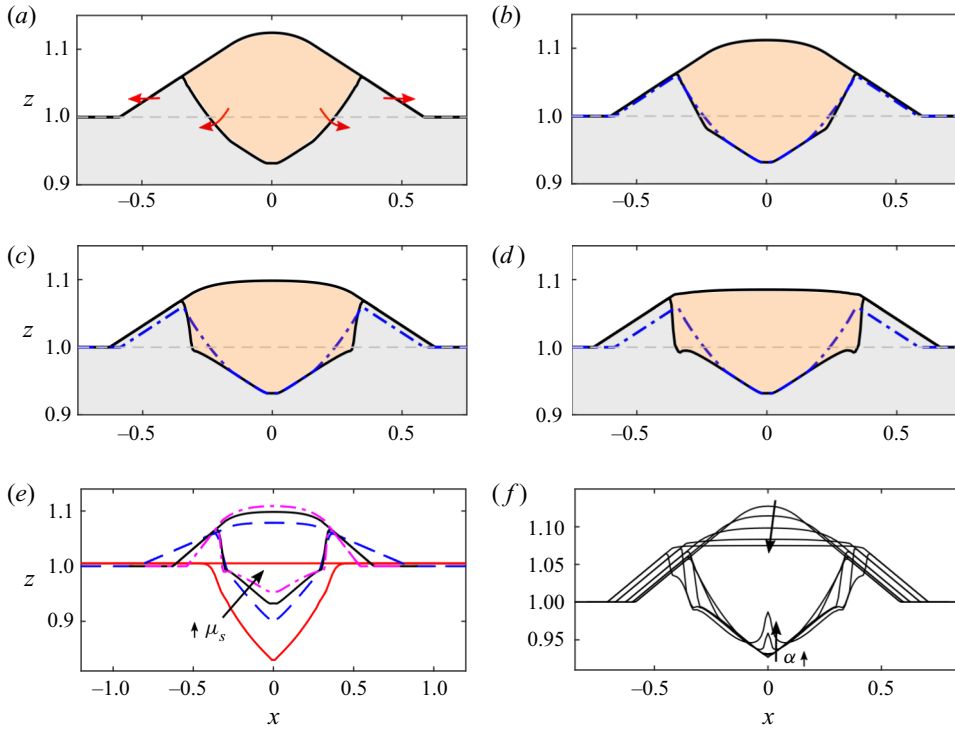 (a) (b)
1.1 1.1
z 1.0 1.0
0.9 0.9
–0.5 0 0.5 –0.5 0 0.5
(c) (d)
1.1 1.1
z 1.0 1.0
0.9 0.9
–0.5 0 0.5 –0.5 0 0.5
(e) (f)
1.1 1.10
z 1.0 1.05
0.9 1.00
μs 0.95
α
–1.0 –0.5 0 0.5 1.0 –0.5 0 0.5
x x